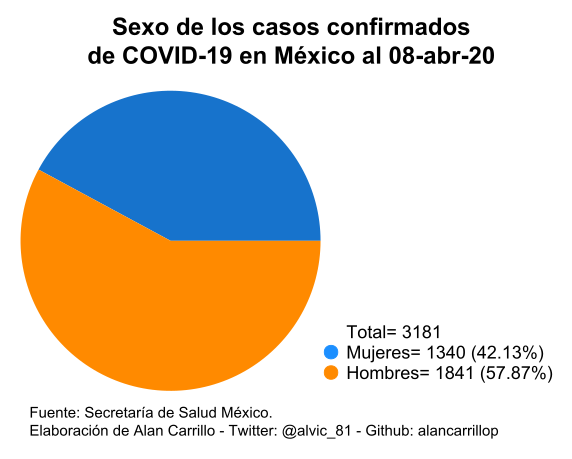 Sexo de los casos confirmados
de COVID-19 en México al 08-abr-20
Total= 3181
Mujeres= 1340 (42.13%)
Hombres= 1841 (57.87%)
Fuente: Secretaría de Salud México.
Elaboración de Alan Carrillo - Twitter: @alvic_81 - Github: alancarrillop